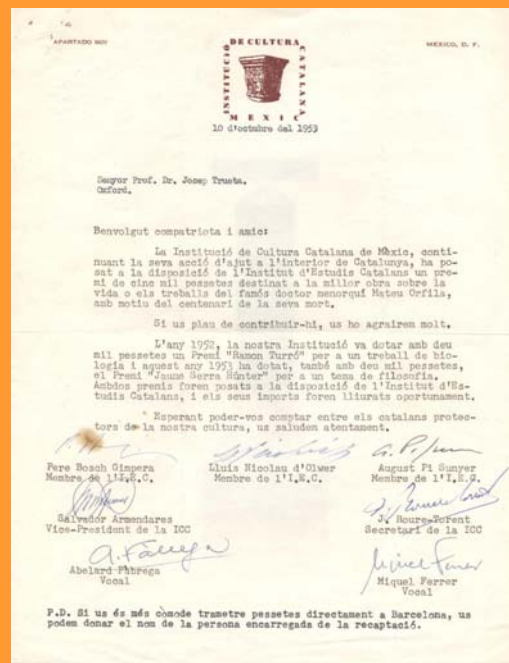 MEXICO, D. F.
INSTITUCIÓ DE CULTURA CATALANA
MEXIC
10 d'octubre del 1953
Senyor Prof. Dr. Josep Trueta.
Oxford.
Benvolgut compatriota i amic:
La Institució de Cultura Catalana de Mèxic, conti-
nuant la seva acció d'ajut a l'interior de Catalunya, ha po-
sat a la disposició de l'Institut d'Estudis Catalans un pre-
mi de cinc mil pessetes destinat a la millor obra sobre la
vida o els treballs del famós doctor menorquí Mateu Orfila,
amb motiu del centenari de la seva mort.
Si us plau de contribuir-hi, us ho agrairem molt.
L'any 1952, la nostra Institució va dotar amb deu
mil pessetes un Premi "Ramon Turró" per a un treball de bio-
logia i aquest any 1953 ha dotat, també amb deu mil pessetes,
el Premi "Jaume Serra Húnter" per a un tema de filosofia.
Ambdos premis foren posats a la disposició de l'Institut d'Es-
tudis Catalans, i els seus imports foren lliurats oportunament.
Esperant poder-vos comptar entre els catalans protec-
tors de la nostra cultura, us saludem atentament.
Pere Bosch Gimpera Lluis Nicolau d'Olwer August Pi Sunyer
Membre de l'I.E.C. Membre de l'I.E.C. Membre de l'I.E.C.
Salvador Armendares J. Roure-Torent
Vice-President de la ICC Secretari de la ICC
A. Fàbrega Miquel Ferrer
Abelard Fàbrega Miquel Ferrer
Vocal Vocal
P.D. Si us és més còmode trametre pessetes directament a Barcelona, us
podem donar el nom de la persona encarregada de la recaptació.